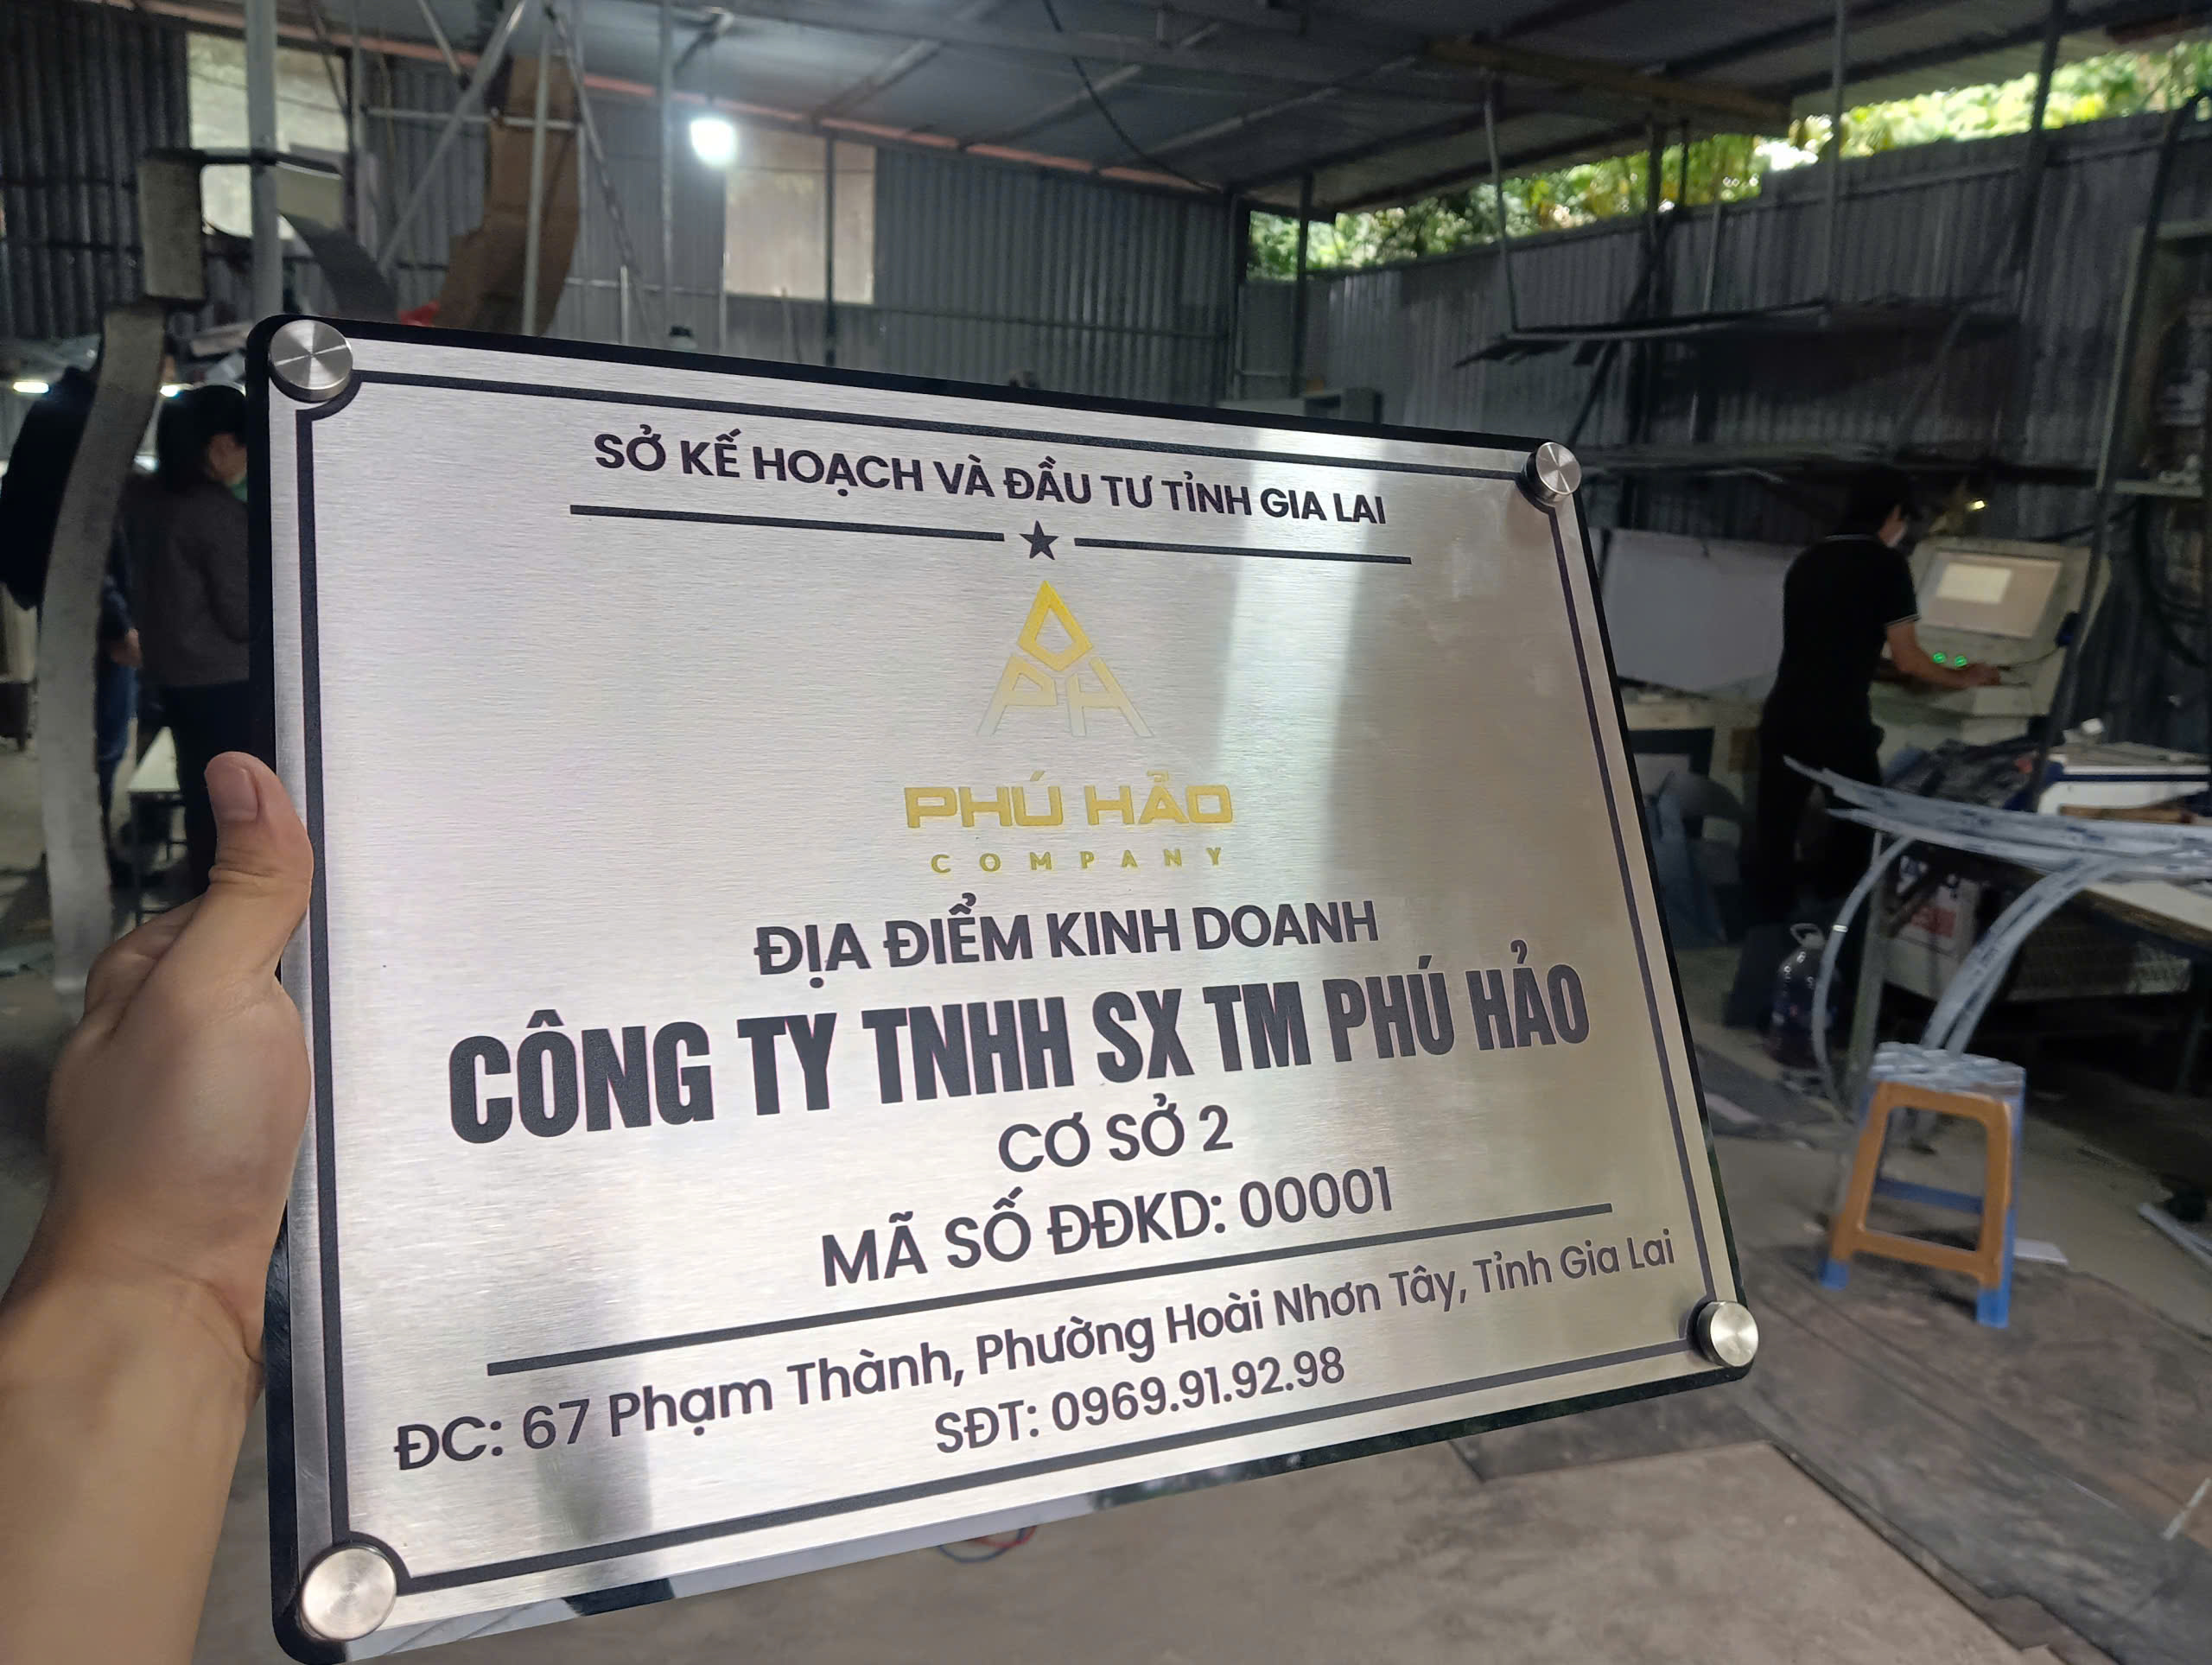 SỞ KẾ HOẠCH VÀ ĐẦU TƯ TỈNH GIA LAI
PH
PHÚ HẢO
COMPANY
ĐỊA ĐIỂM KINH DOANH
CÔNG TY TNHH SX TM PHÚ HẢO
CƠ SỞ 2
MÃ SỐ ĐĐKD: 00001
ĐC: 67 Phạm Thành, Phường Hoài Nhơn Tây, Tỉnh Gia Lai
SĐT: 0969.91.92.98